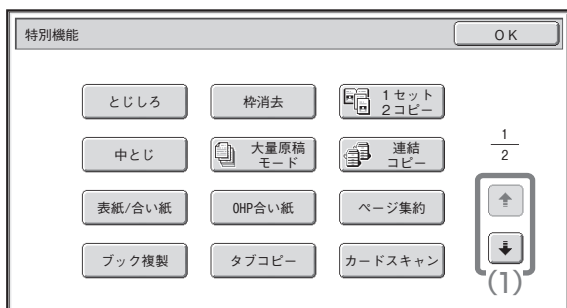 特別機能
OK
とじしろ
枠消去
1セット
2コピー
中とじ
大量原稿
モード
連結
コピー
1
2
表紙/合い紙
OHP合い紙
ページ集約
ブック複製
タブコピー
カードスキャン
(1)